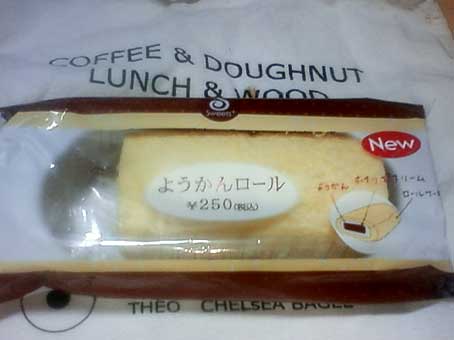 COFFEE & DOUGHNUT
LUNCH & WOOD
Sweets+
New
ようかんロール
¥250(税込)
ようかん
ホイップクリーム
ロールケーキ
THEO CHELSEA BAGEL